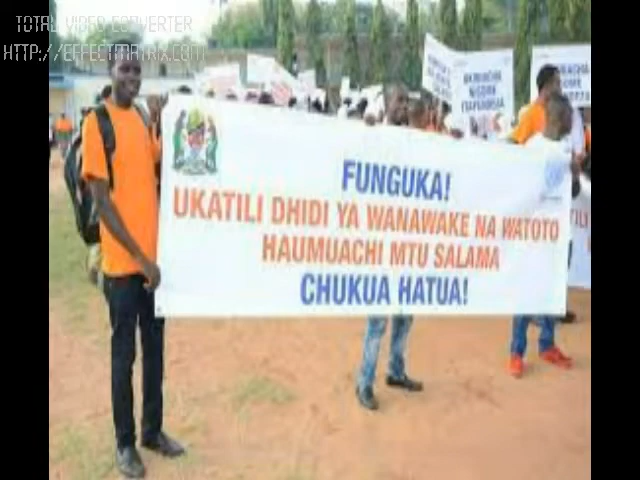 TOTAL VIDEO CONVERTER
HTTP://EFFECTMATRIX.COM
FUNGUKA!
UKATILI DHIDI YA WANAWAKE NA WATOTO
HAUMUACHI MTU SALAMA
CHUKUA HATUA!